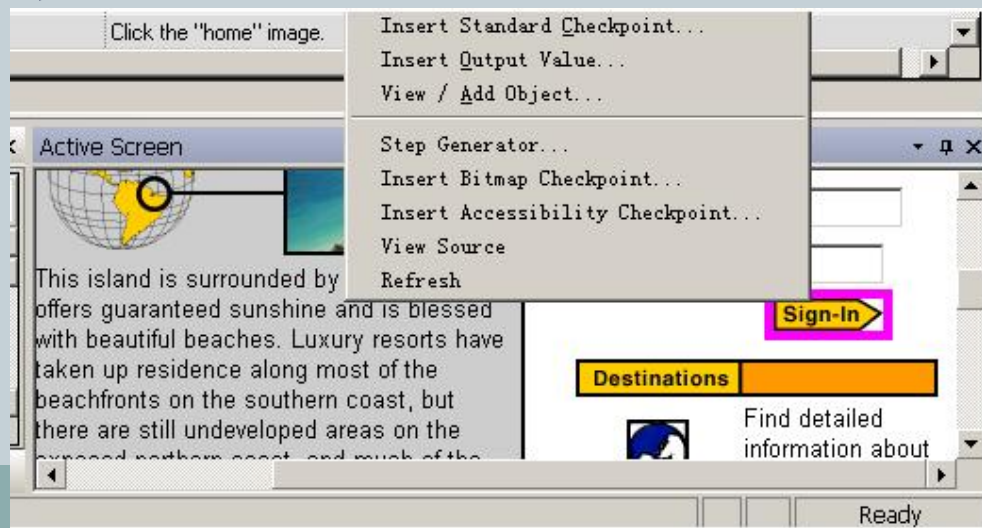 Click the "home" image.
Insert Standard Checkpoint...
Insert Output Value...
View / Add Object...
Step Generator...
Insert Bitmap Checkpoint...
Insert Accessibility Checkpoint...
View Source
Refresh
Active Screen
This island is surrounded by
offers guaranteed sunshine and is blessed
with beautiful beaches. Luxury resorts have
taken up residence along most of the
beachfronts on the southern coast, but
there are still undeveloped areas on the
Sign-In
Destinations
Find detailed
information about
Ready